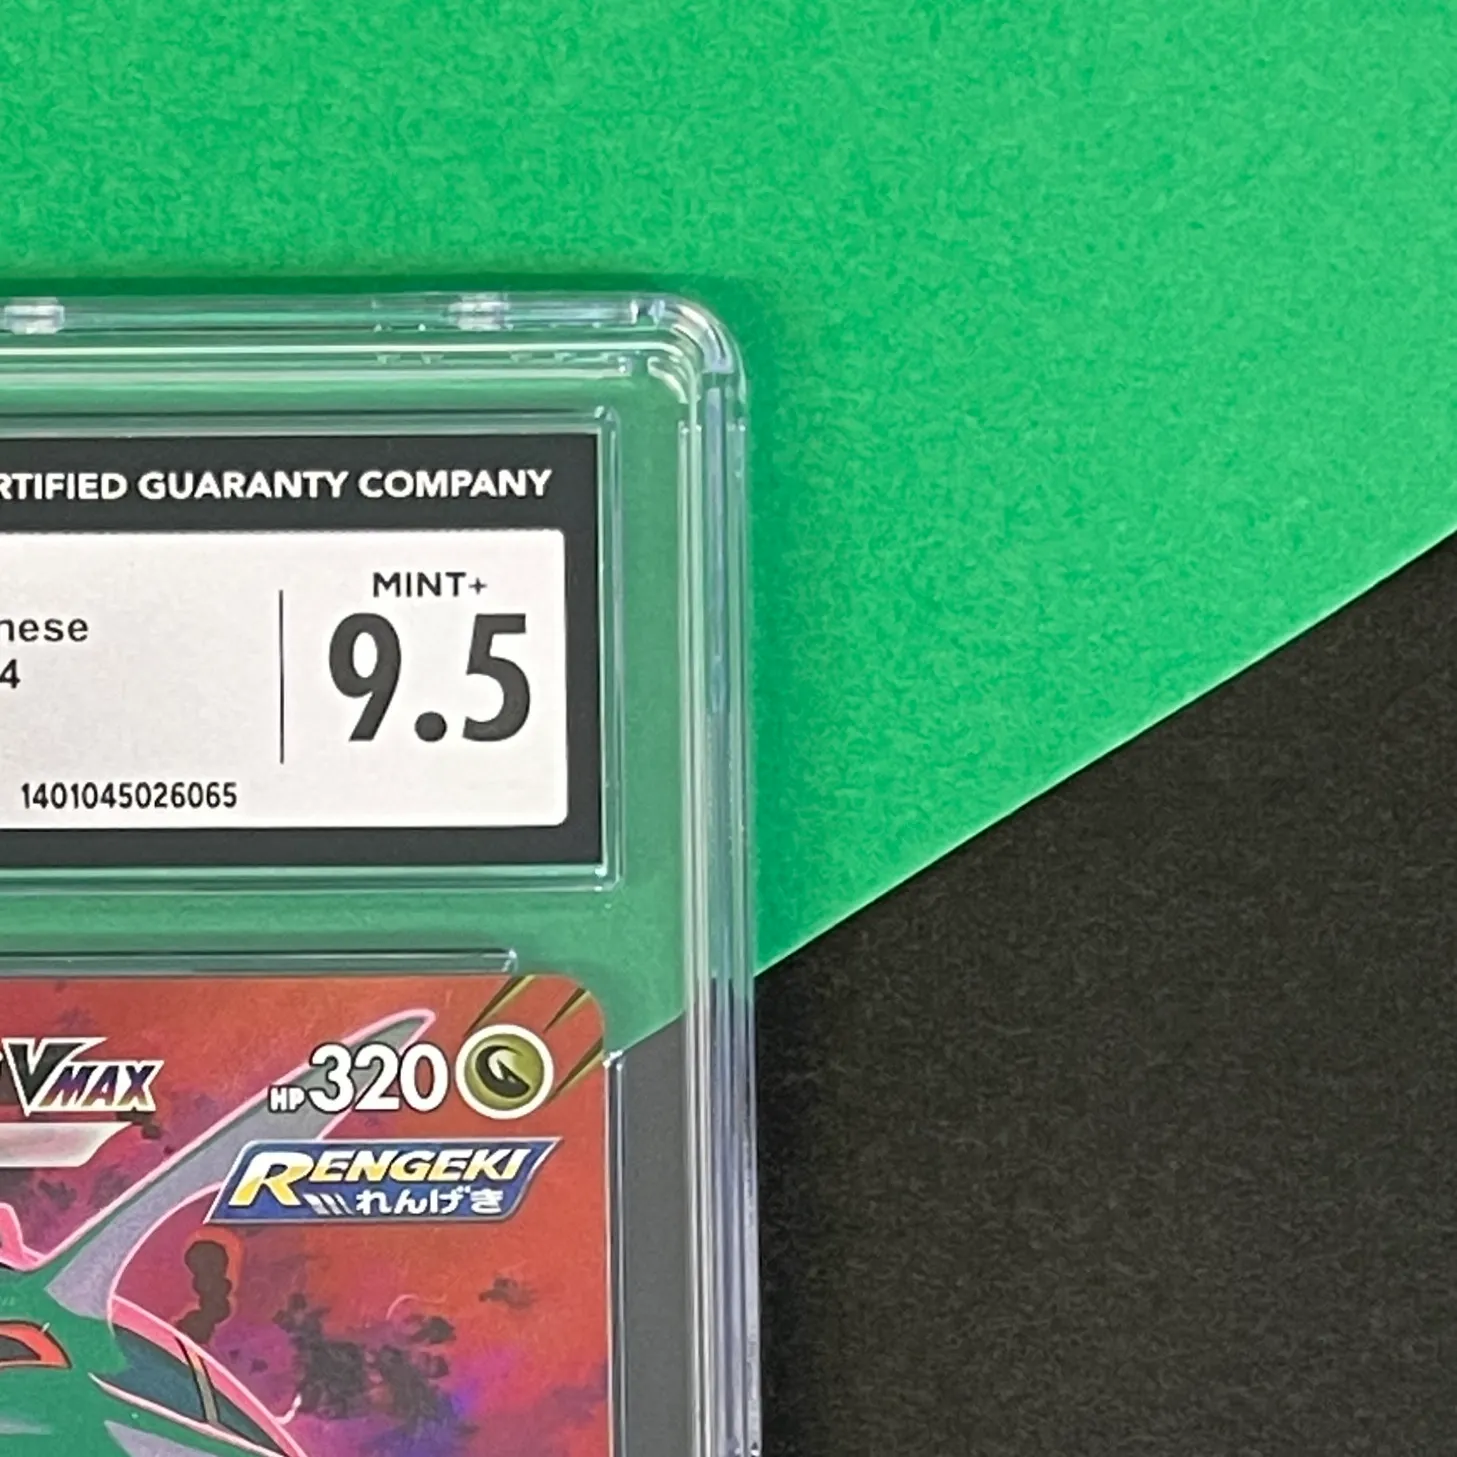 RTIFIED GUARANTY COMPANY
MINT+
nese
9.5
4
1401045026065
VMAX
HP320
RENGEKI
れんげき